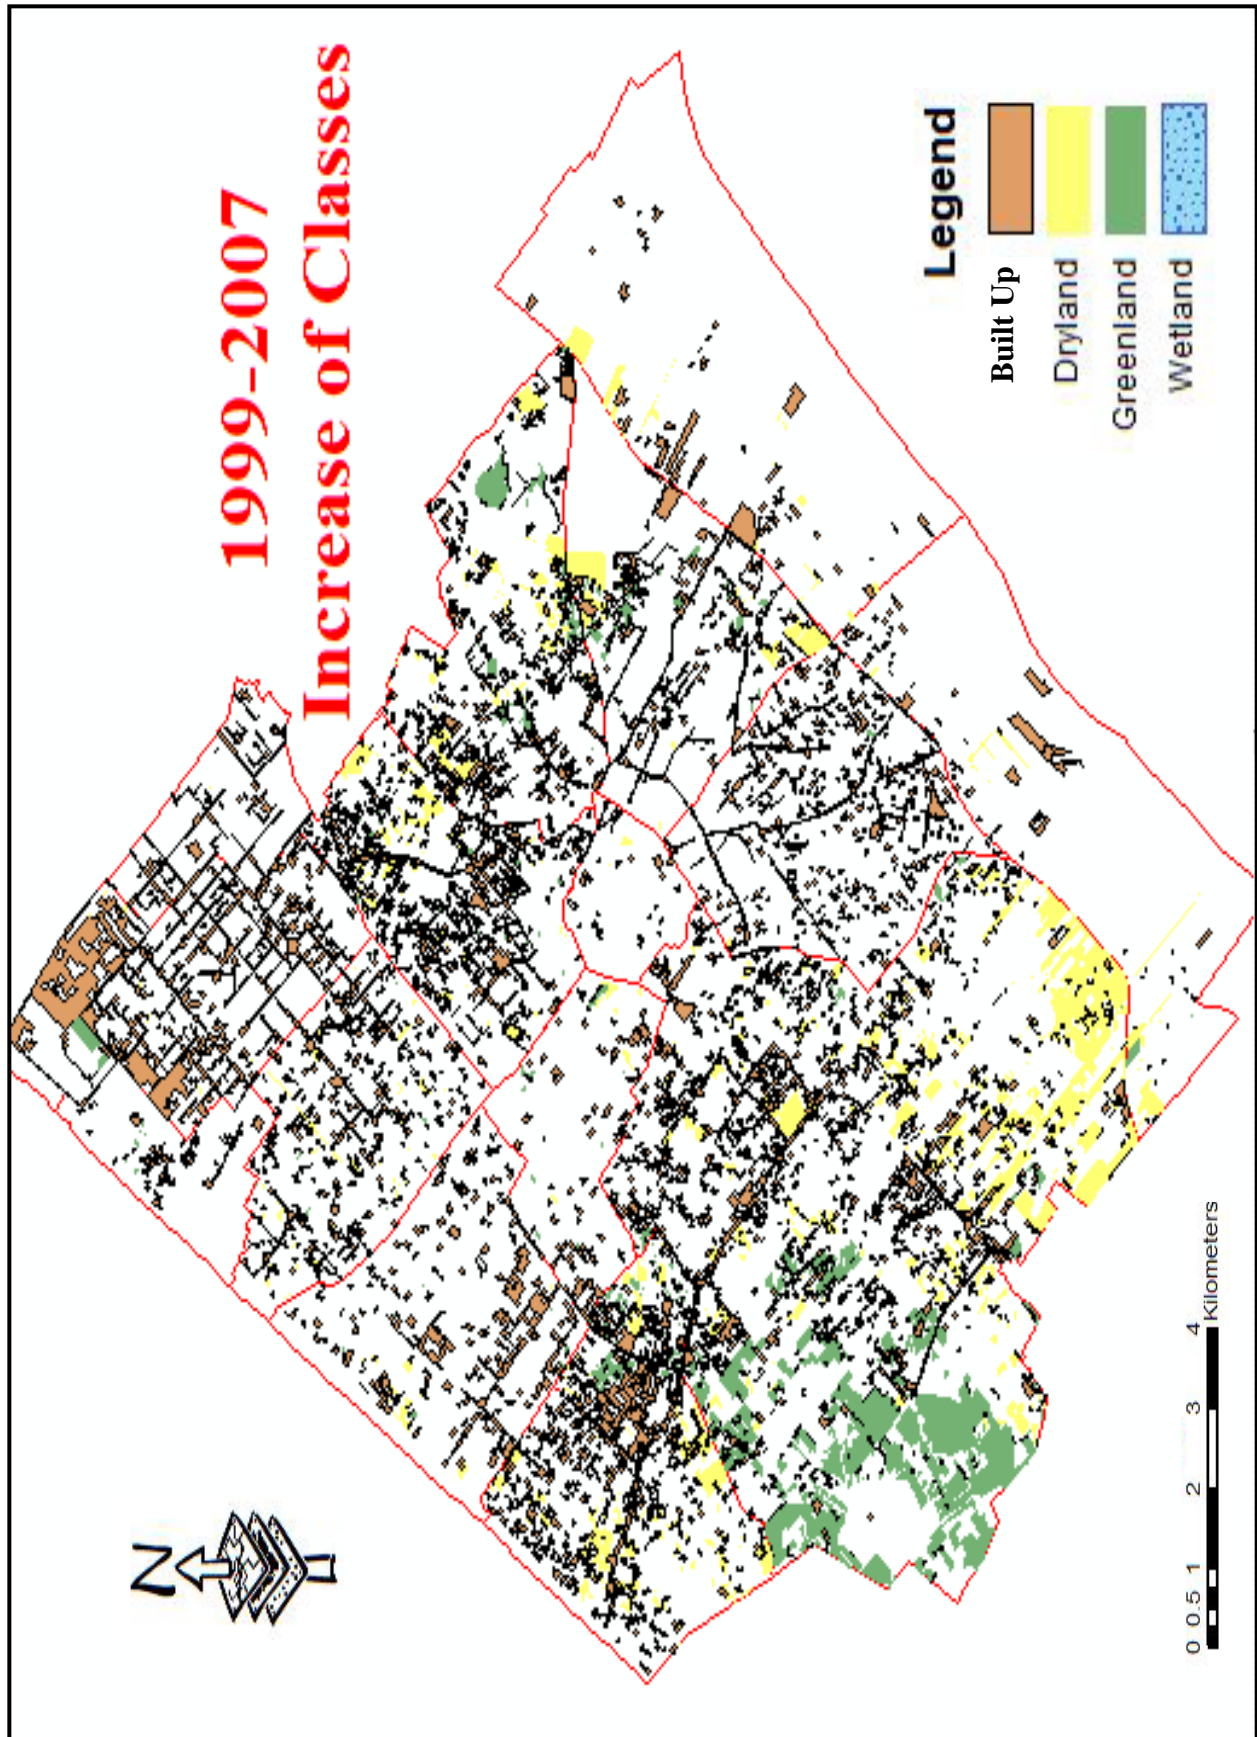 1999-2007
Increase of Classes
Legend
Built Up
Dryland
Greenland
Wetland
N
0 0.5 1 2 3 4
Kilometers